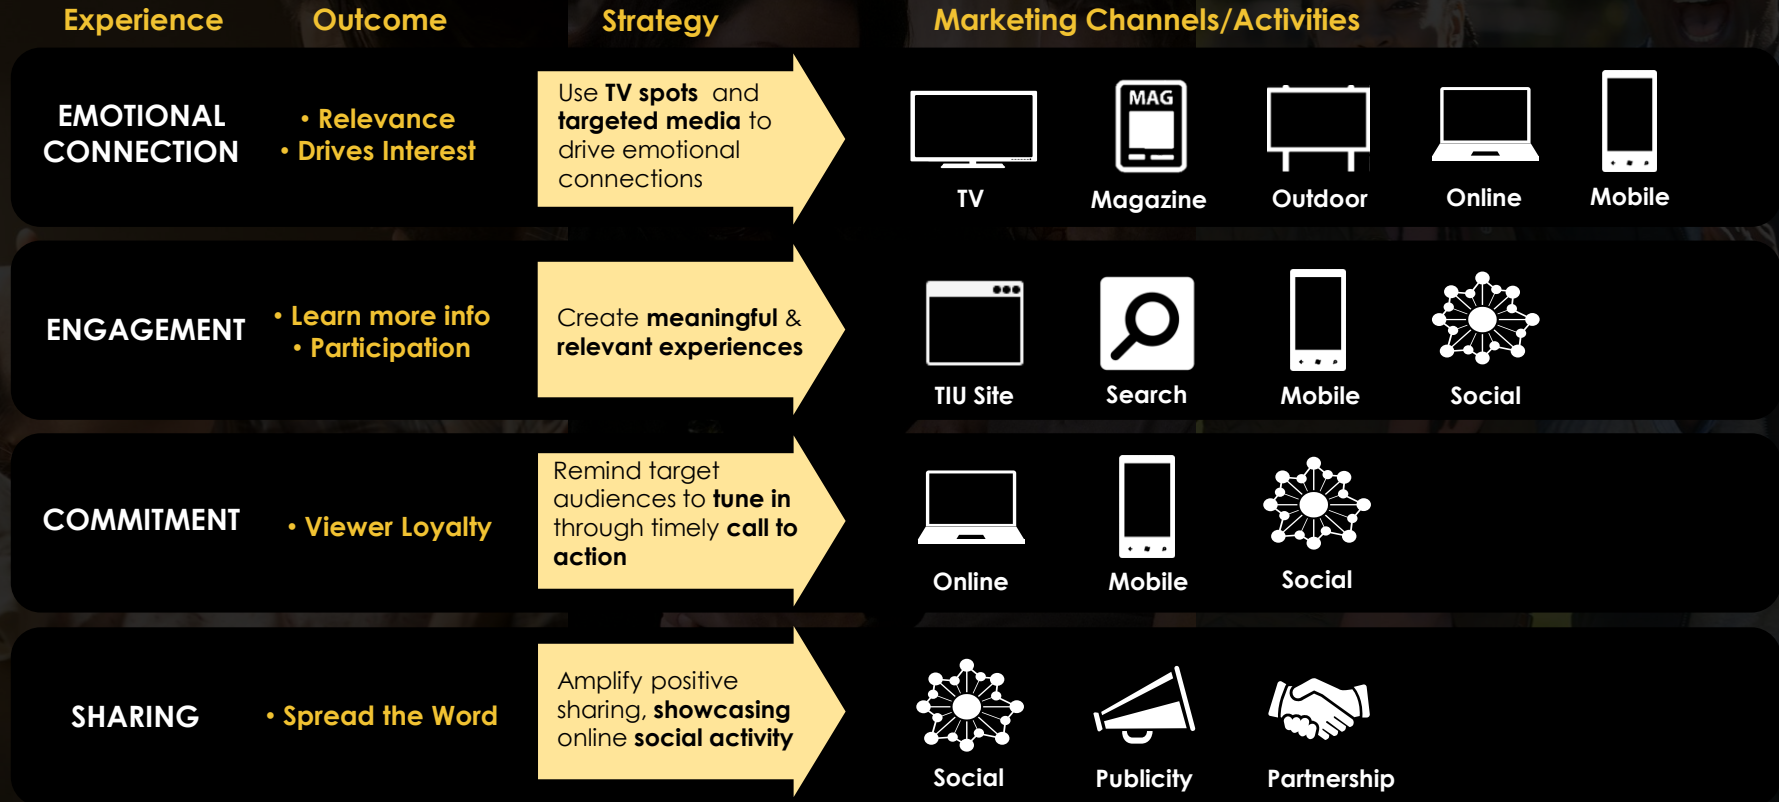 Experience Outcome Strategy Marketing Channels/Activities
EMOTIONAL
CONNECTION
• Relevance
• Drives Interest
Use TV spots and
targeted media to
drive emotional
connections
MAG
TV Magazine Outdoor Online Mobile
ENGAGEMENT
• Learn more info
• Participation
Create meaningful &
relevant experiences
TIU Site Search Mobile Social
COMMITMENT
• Viewer Loyalty
Remind target
audiences to tune in
through timely call to
action
Online Mobile Social
SHARING
• Spread the Word
Amplify positive
sharing, showcasing
online social activity
Social Publicity Partnership